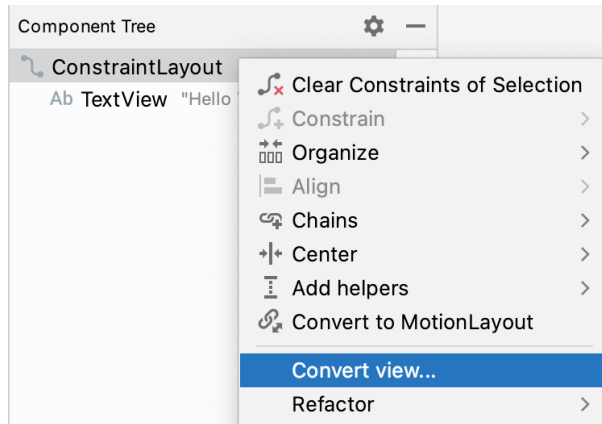 Component Tree
ConstraintLayout
Ab TextView "Hello
Clear Constraints of Selection
Constrain
Organize
Align
Chains
Center
Add helpers
Convert to MotionLayout
Convert view...
Refactor